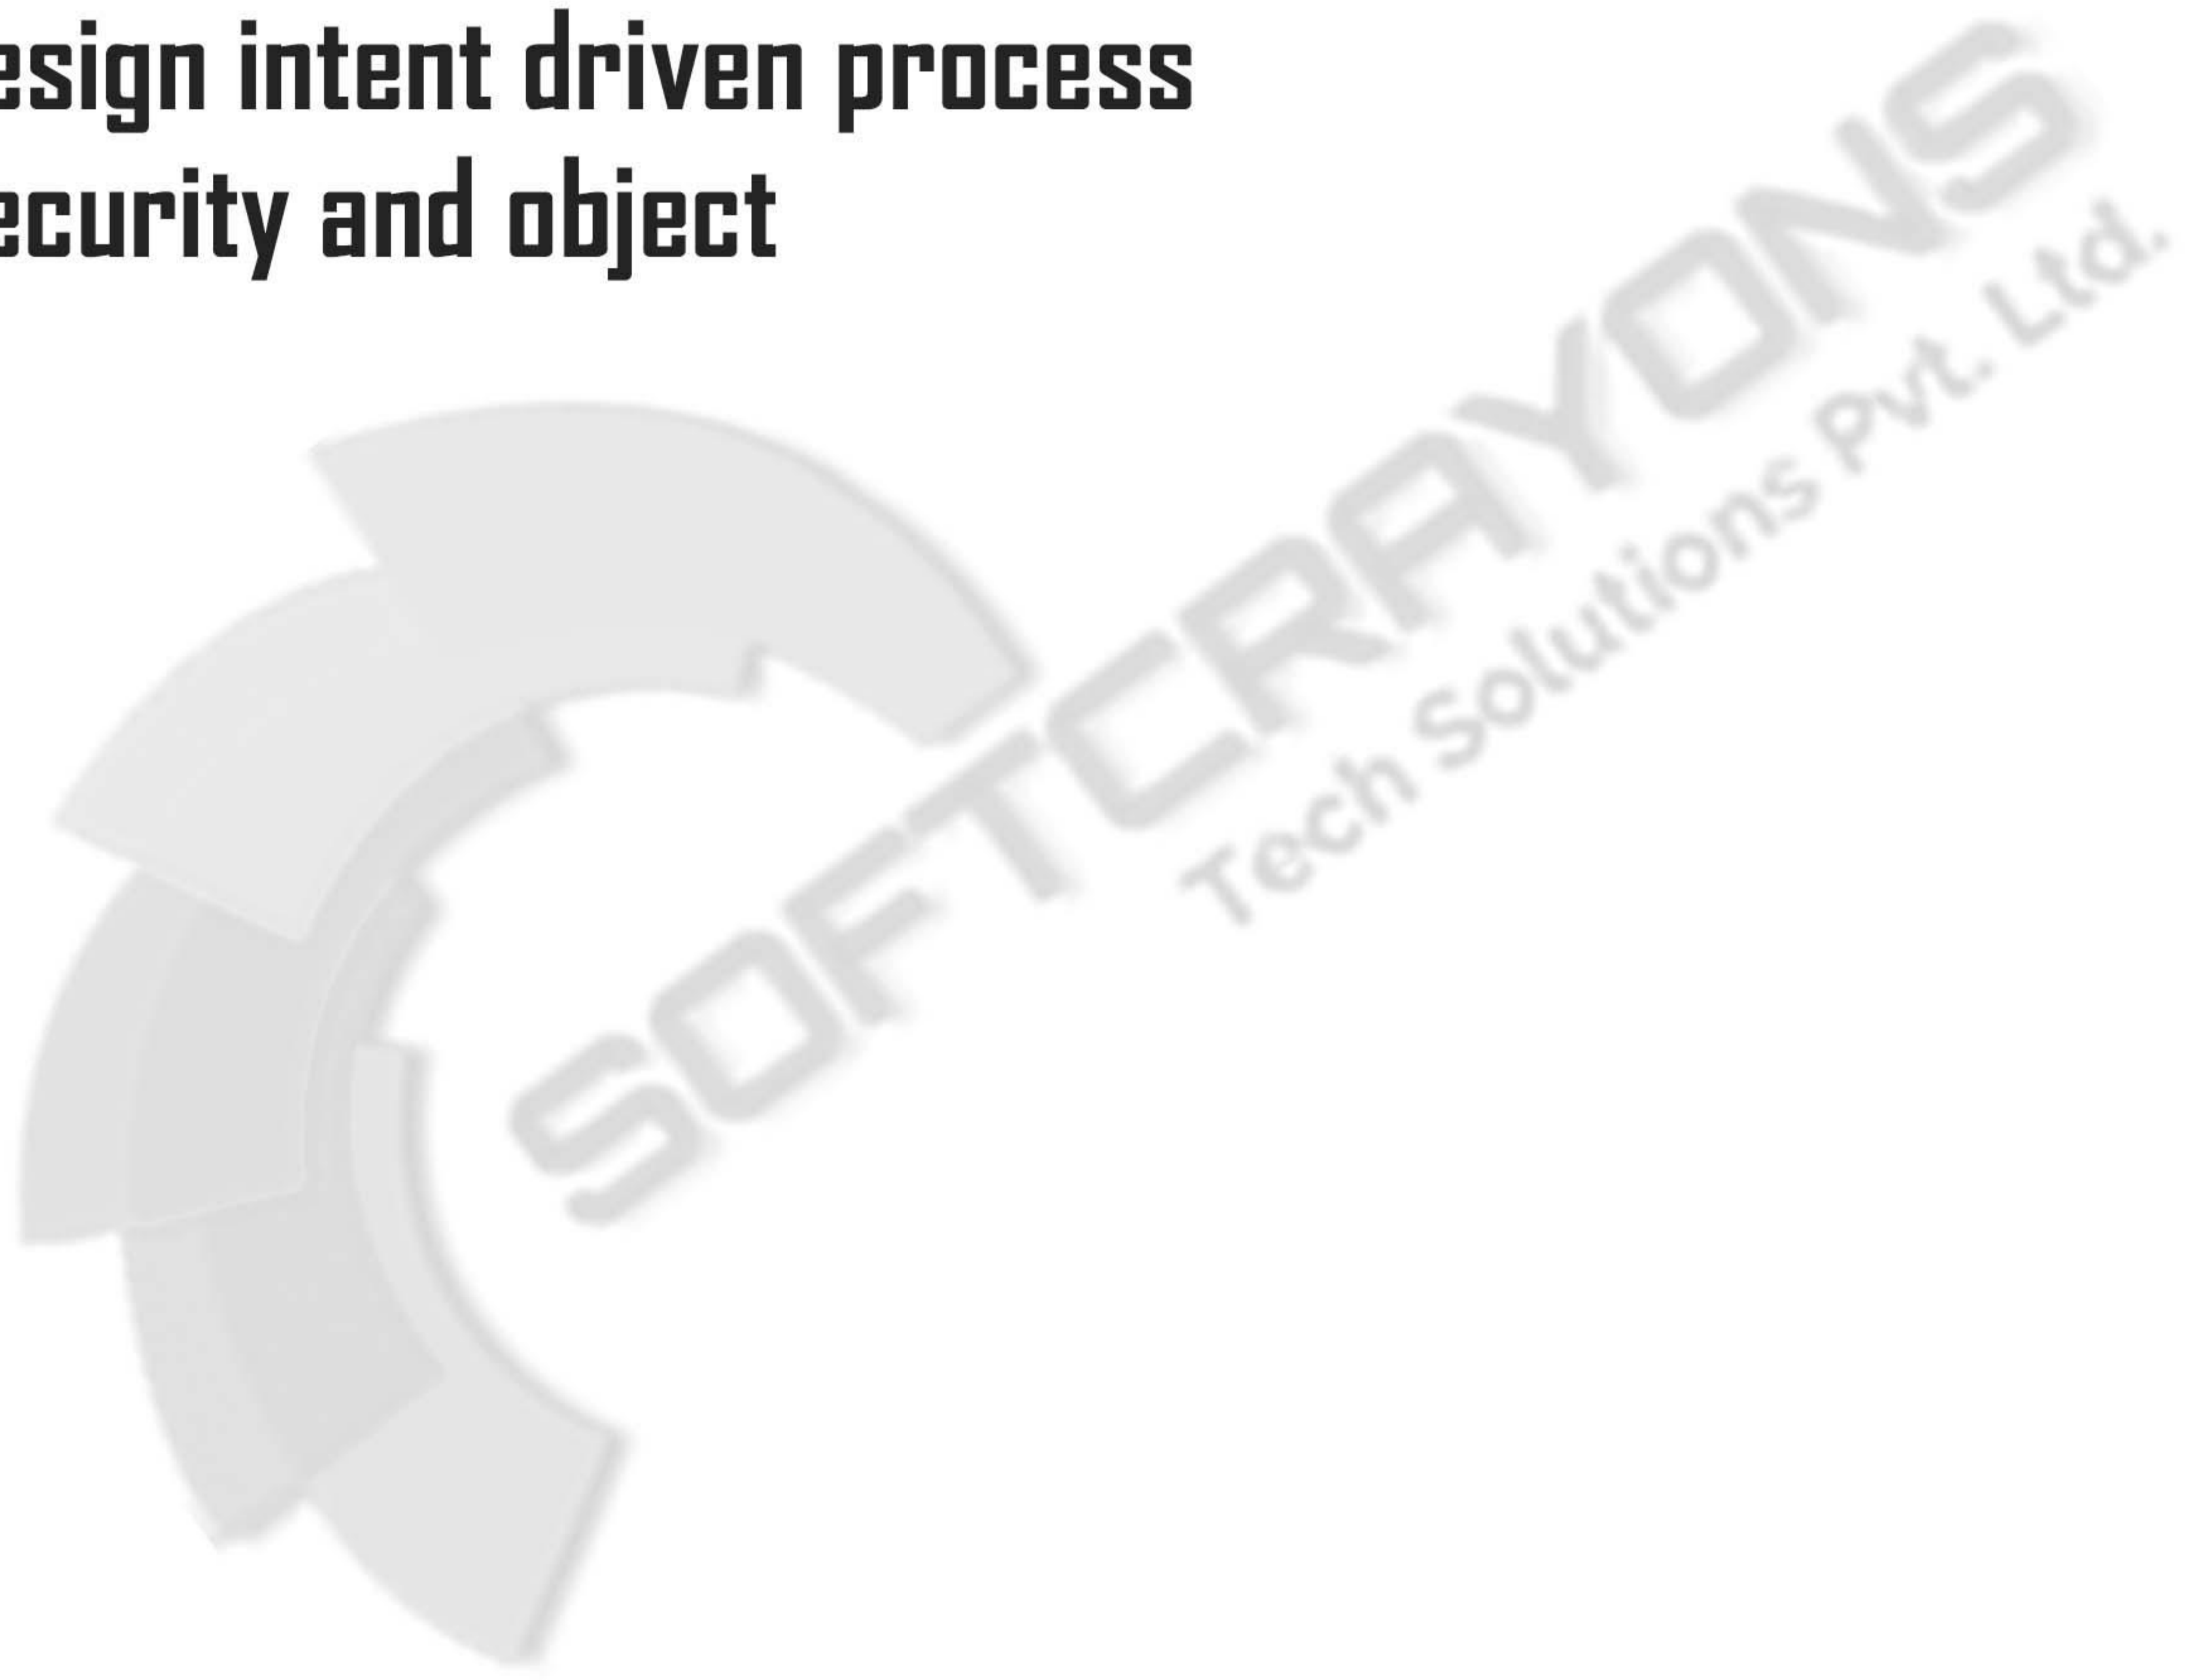 esign intent driven process
ecurity and object
SOFTCRAYONS
Tech Solutions Pvt. Ltd.